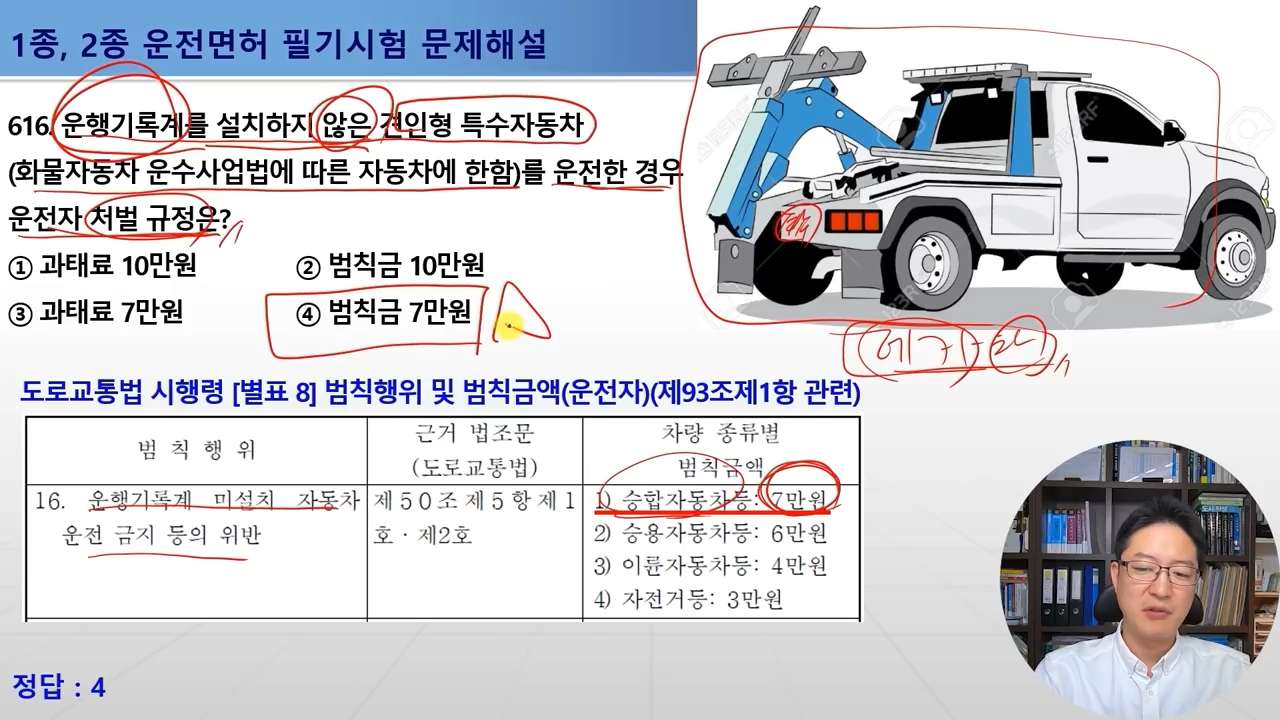 1종, 2종 운전면허 필기시험 문제해설
616. 운행기록계를 설치하지 않은 견인형 특수자동차
(화물자동차 운수사업법에 따른 자동차에 한함)를 운전한 경우
운전자 처벌 규정은?
① 과태료 10만원 ② 범칙금 10만원
③ 과태료 7만원 ④ 범칙금 7만원
도로교통법 시행령 [별표 8] 범칙행위 및 범칙금액(운전자)(제93조제1항 관련)
범 칙 행 위
근거 법조문
(도로교통법)
차량 종류별
범칙금액
16. 운행기록계 미설치 자동차
운전 금지 등의 위반
제50조제5항제1
호·제2호
1) 승합자동차등: 7만원
2) 승용자동차등: 6만원
3) 이륜자동차등: 4만원
4) 자전거등: 3만원
정답 : 4